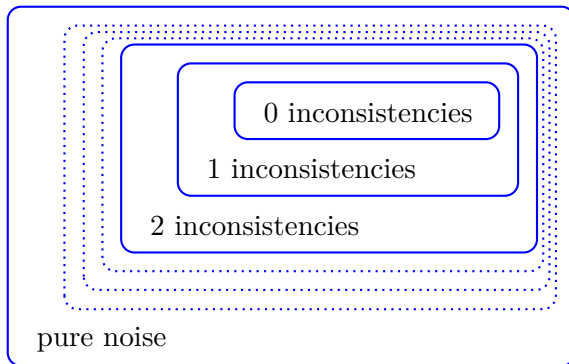 0 inconsistencies
1 inconsistencies
2 inconsistencies
pure noise